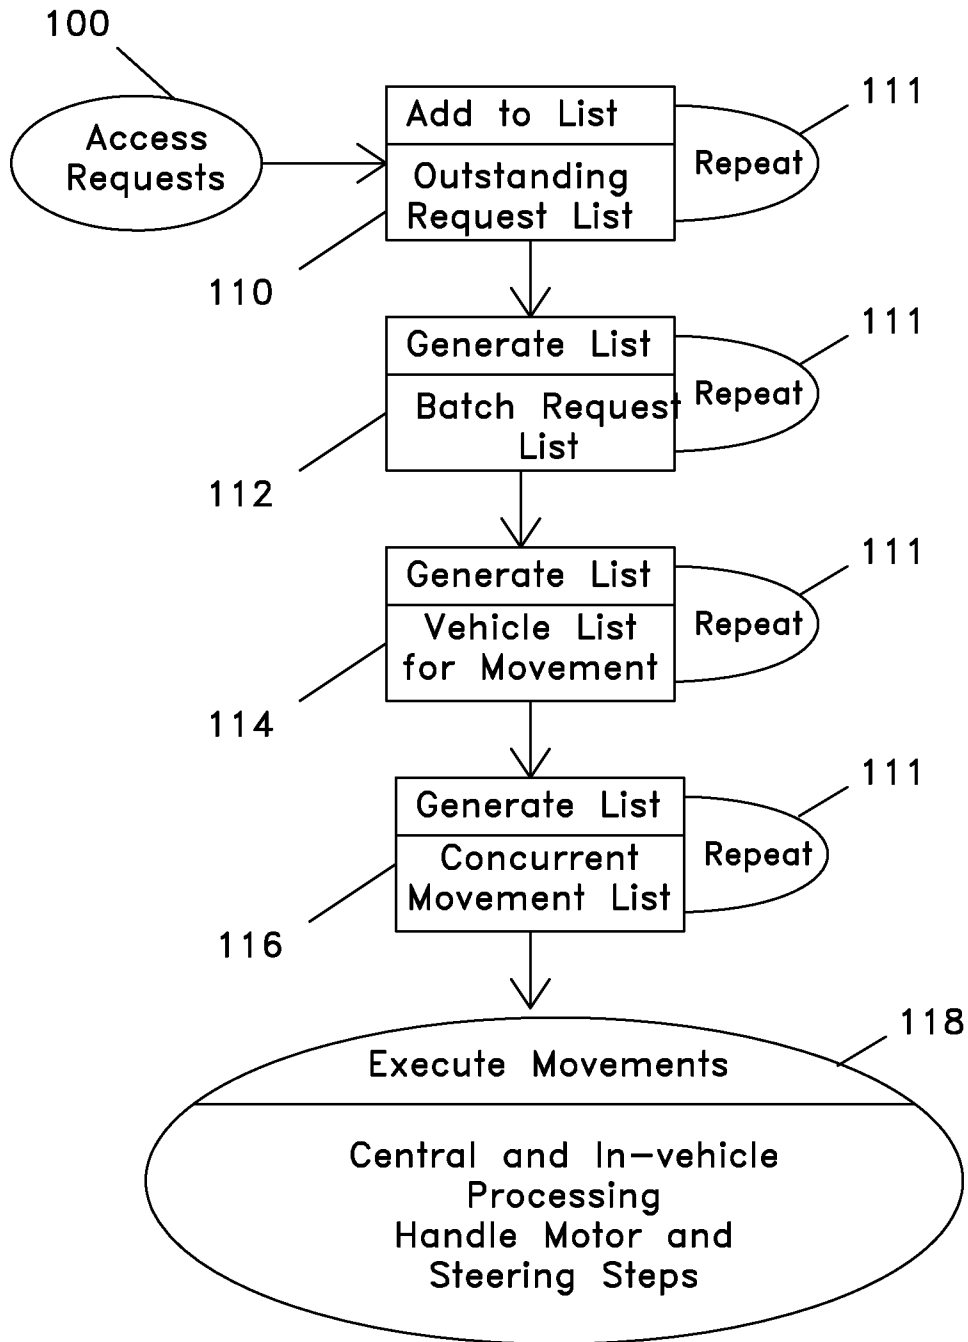 100
Access
Requests
Add to List
Outstanding
Request List
Repeat
111
110
Generate List
Batch Request
List
Repeat
111
112
Generate List
Vehicle List
for Movement
Repeat
111
114
Generate List
Concurrent
Movement List
Repeat
111
116
118
Execute Movements
Central and In-vehicle
Processing
Handle Motor and
Steering Steps